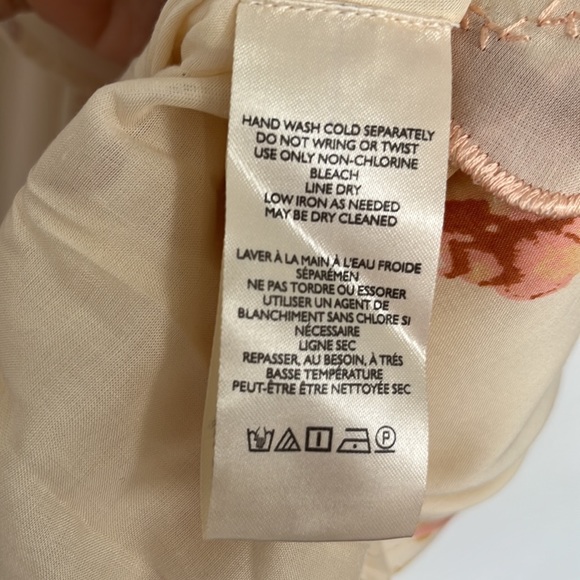 HAND WASH COLD SEPARATELY
DO NOT WRING OR TWIST
USE ONLY NON-CHLORINE
BLEACH
LINE DRY
LOW IRON AS NEEDED
MAY BE DRY CLEANED
LAVER À LA MAIN À L'EAU FROIDE
SÉPARÉMEN
NE PAS TORDRE OU ESSORER
UTILISER UN AGENT DE
BLANCHIMENT SANS CHLORE SI
NÉCESSAIRE
LIGNE SEC
REPASSER, AU BESOIN, À TRÉS
BASSE TEMPÉRATURE
PEUT-ÊTRE ÊTRE NETTOYÉE SEC
P